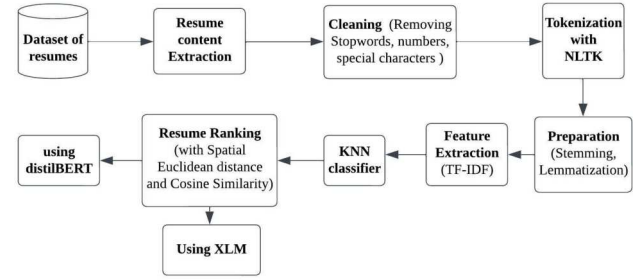 Dataset of
resumes
Resume
content
Extraction
Cleaning (Removing
Stopwords, numbers,
special characters )
Tokenization
with
NLTK
Preparation
(Stemming,
Lemmatization)
Feature
Extraction
(TF-IDF)
KNN
classifier
Resume Ranking
(with Spatial
Euclidean distance
and Cosine Similarity)
using
distilBERT
Using XLM